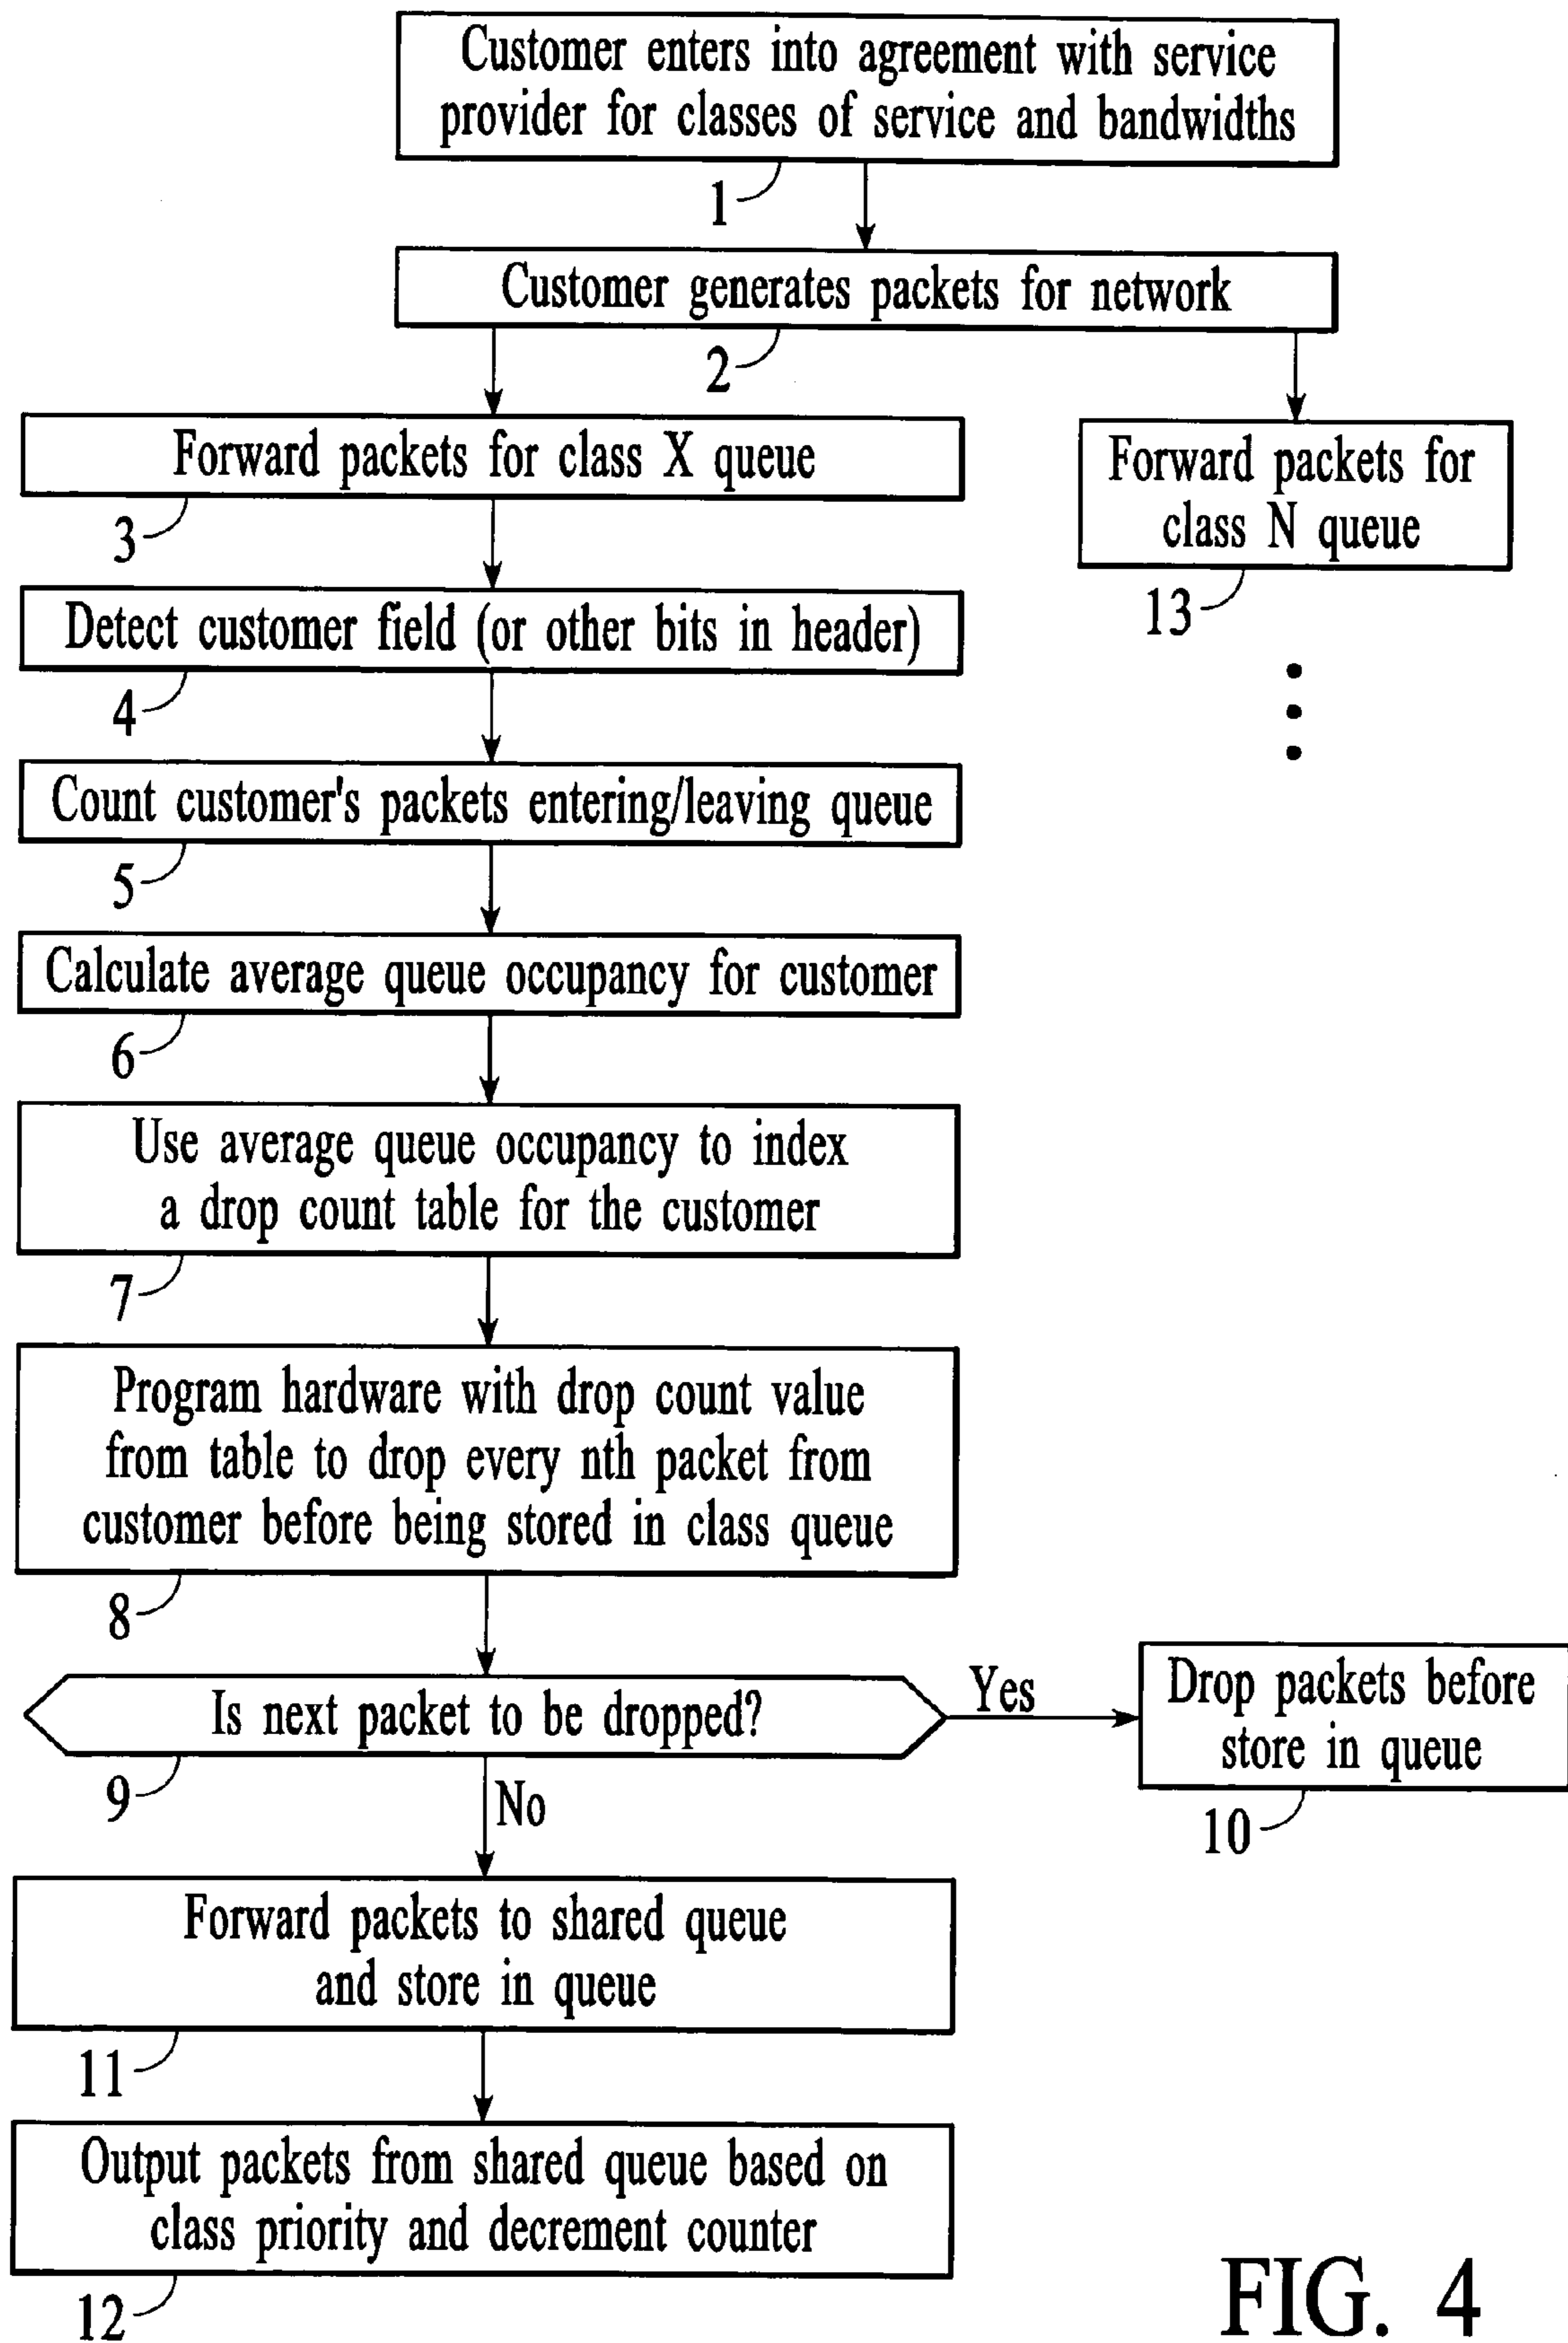 Customer enters into agreement with service
provider for classes of service and bandwidths
1
Customer generates packets for network
2
Forward packets for class X queue
3
Forward packets for
class N queue
13
Detect customer field (or other bits in header)
4
Count customer's packets entering/leaving queue
5
Calculate average queue occupancy for customer
6
Use average queue occupancy to index
a drop count table for the customer
7
Program hardware with drop count value
from table to drop every nth packet from
customer before being stored in class queue
8
Is next packet to be dropped?
9
Yes
Drop packets before
store in queue
10
No
Forward packets to shared queue
and store in queue
11
Output packets from shared queue based on
class priority and decrement counter
12
FIG. 4